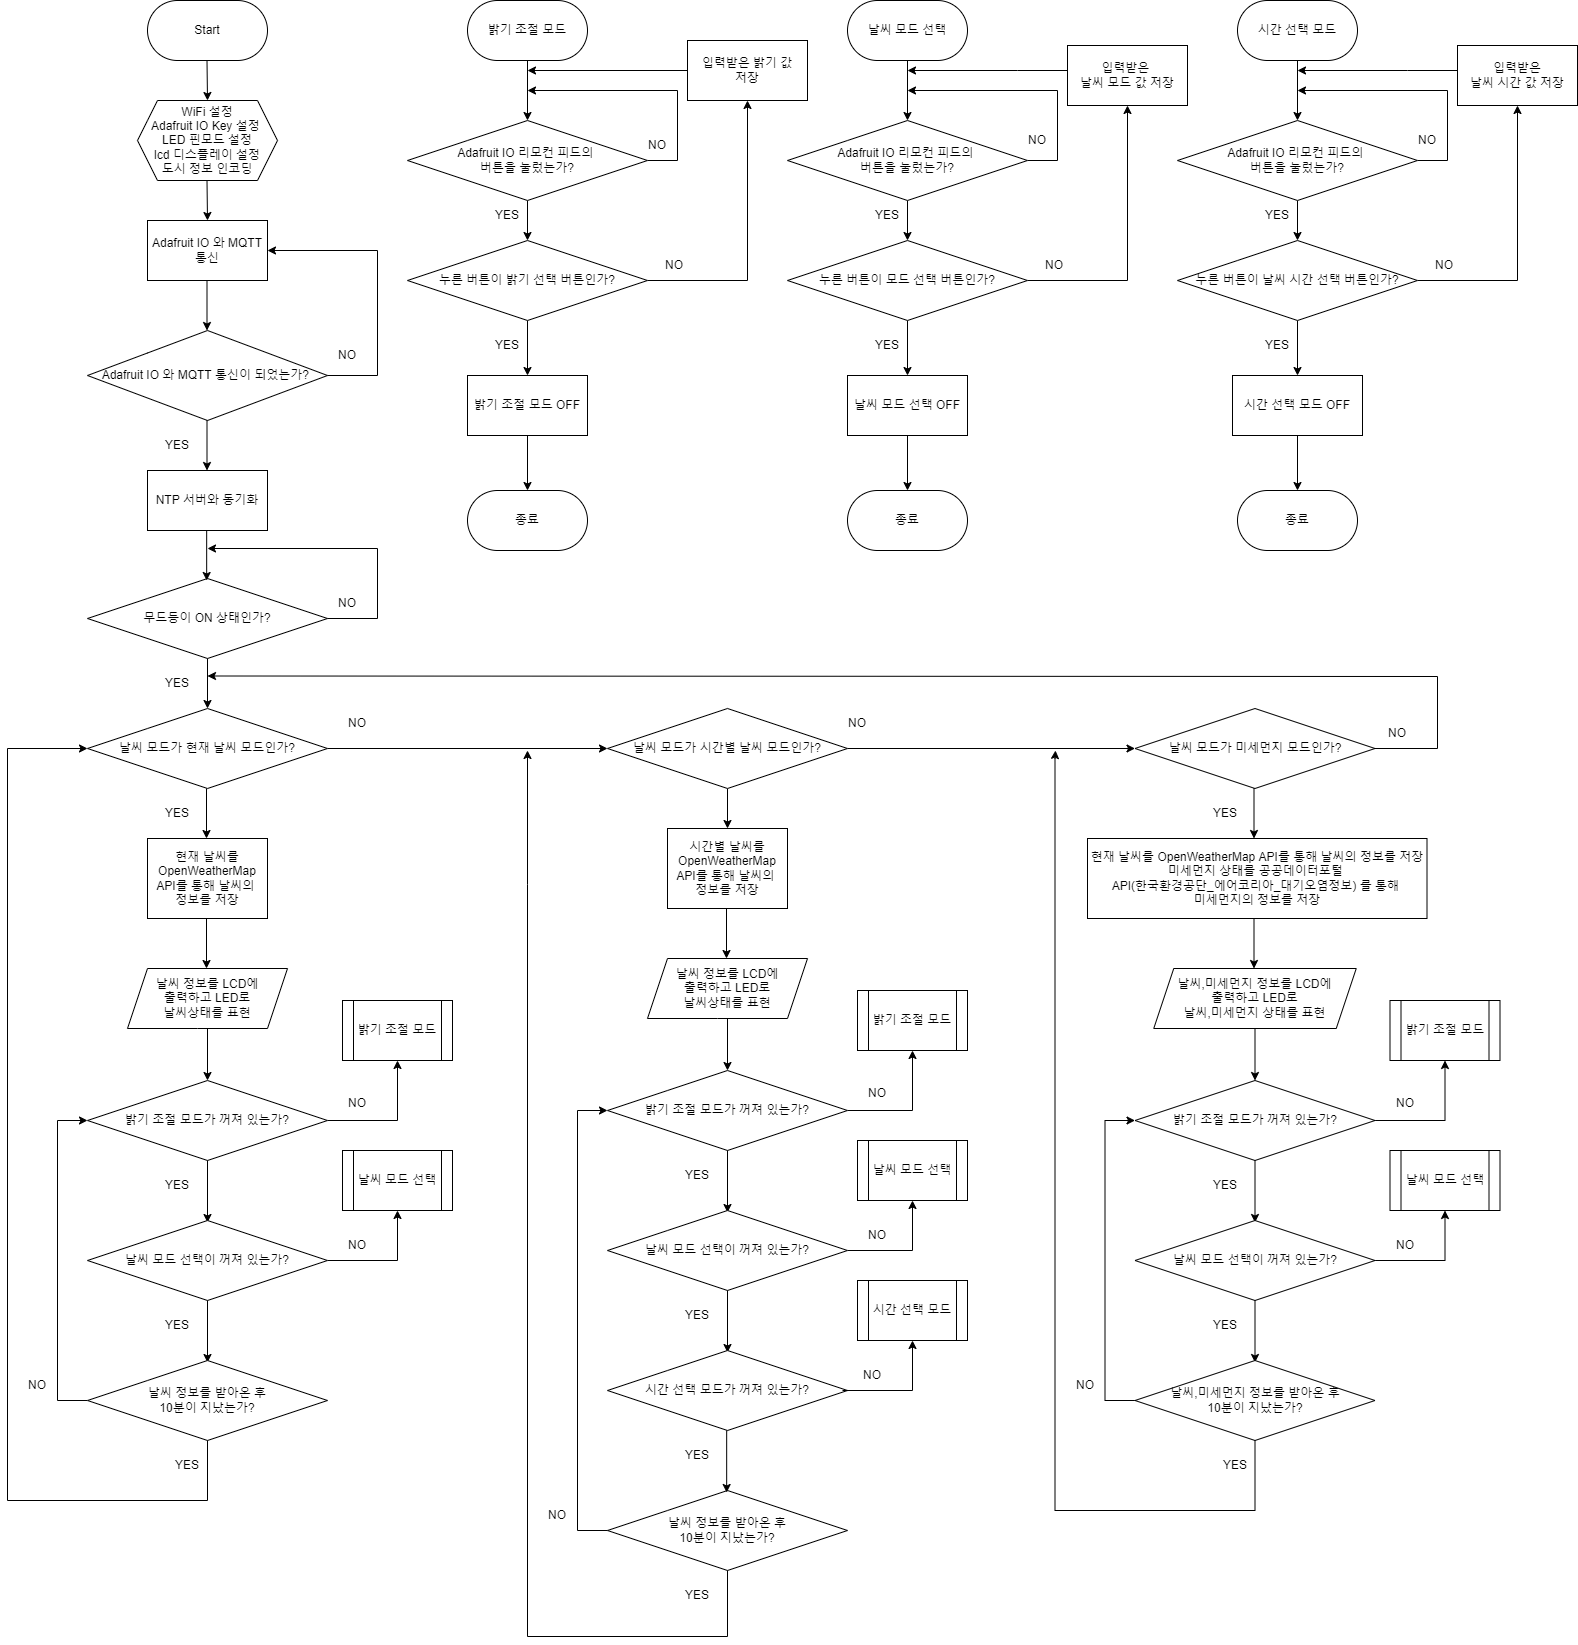 Start
WiFi 설정
Adafruit IO Key 설정
LED 핀모드 설정
lcd 디스플레이 설정
도시 정보 인코딩
Adafruit IO 와 MQTT
통신
Adafruit IO 와 MQTT 통신이 되었는가?
NO
YES
NTP 서버와 동기화
무드등이 ON 상태인가?
NO
YES
밝기 조절 모드
입력받은 밝기 값
저장
Adafruit IO 리모컨 피드의
버튼을 눌렀는가?
NO
YES
누른 버튼이 밝기 선택 버튼인가?
NO
YES
밝기 조절 모드 OFF
종료
날씨 모드 선택
입력받은
날씨 모드 값 저장
Adafruit IO 리모컨 피드의
버튼을 눌렀는가?
NO
YES
누른 버튼이 모드 선택 버튼인가?
NO
YES
날씨 모드 선택 OFF
종료
시간 선택 모드
입력받은
날씨 시간 값 저장
Adafruit IO 리모컨 피드의
버튼을 눌렀는가?
NO
YES
누른 버튼이 날씨 시간 선택 버튼인가?
NO
YES
시간 선택 모드 OFF
종료
날씨 모드가 현재 날씨 모드인가?
NO
YES
현재 날씨를
OpenWeatherMap
API를 통해 날씨의
정보를 저장
날씨 정보를 LCD에
출력하고 LED로
날씨상태를 표현
밝기 조절 모드
밝기 조절 모드가 꺼져 있는가?
NO
YES
날씨 모드 선택
날씨 모드 선택이 꺼져 있는가?
NO
YES
날씨 정보를 받아온 후
10분이 지났는가?
NO
YES
날씨 모드가 시간별 날씨 모드인가?
NO
시간별 날씨를
OpenWeatherMap
API를 통해 날씨의
정보를 저장
날씨 정보를 LCD에
출력하고 LED로
날씨상태를 표현
밝기 조절 모드
밝기 조절 모드가 꺼져 있는가?
NO
YES
날씨 모드 선택
날씨 모드 선택이 꺼져 있는가?
NO
YES
시간 선택 모드
시간 선택 모드가 꺼져 있는가?
NO
YES
날씨 정보를 받아온 후
10분이 지났는가?
NO
YES
날씨 모드가 미세먼지 모드인가?
NO
YES
현재 날씨를 OpenWeatherMap API를 통해 날씨의 정보를 저장
미세먼지 상태를 공공데이터포털
API(한국환경공단_에어코리아_대기오염정보) 를 통해
미세먼지의 정보를 저장
날씨,미세먼지 정보를 LCD에
출력하고 LED로
날씨,미세먼지 상태를 표현
밝기 조절 모드
밝기 조절 모드가 꺼져 있는가?
NO
YES
날씨 모드 선택
날씨 모드 선택이 꺼져 있는가?
NO
YES
날씨,미세먼지 정보를 받아온 후
10분이 지났는가?
NO
YES